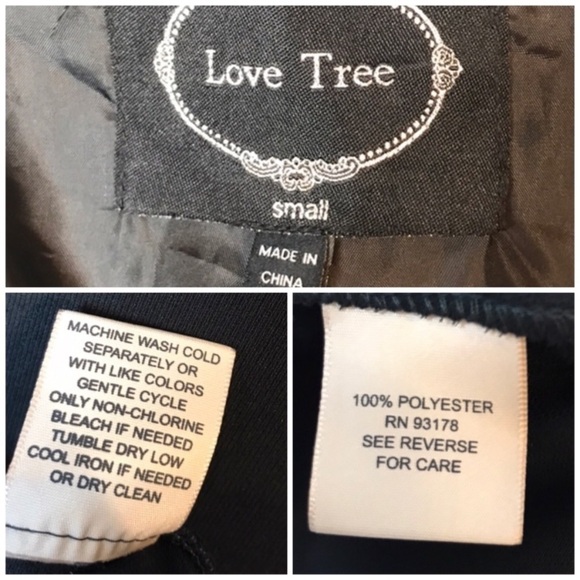 Love Tree
small
MADE IN
CHINA
MACHINE WASH COLD
SEPARATELY OR
WITH LIKE COLORS
GENTLE CYCLE
ONLY NON-CHLORINE
BLEACH IF NEEDED
TUMBLE DRY LOW
COOL IRON IF NEEDED
OR DRY CLEAN
100% POLYESTER
RN 93178
SEE REVERSE
FOR CARE